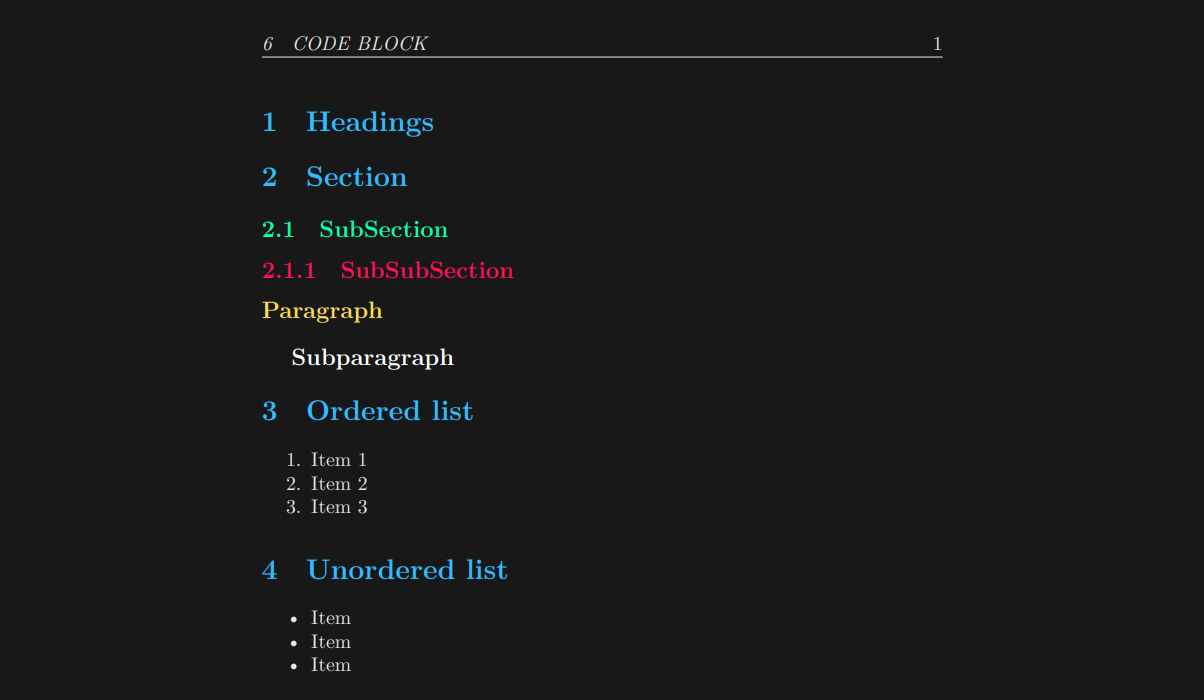 6 CODE BLOCK 1
1 Headings
2 Section
2.1 SubSection
2.1.1 SubSubSection
Paragraph
Subparagraph
3 Ordered list
1. Item 1
2. Item 2
3. Item 3
4 Unordered list
• Item
• Item
• Item